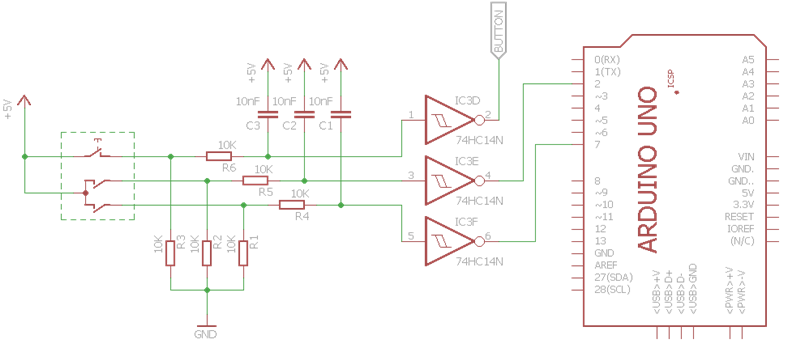 BUTTON
+5V
+5V
+5V
+5V
10nF
10nF
10nF
C3
C2
C1
10K
R6
10K
R5
10K
R4
10K
R3
10K
R2
10K
R1
GND
1
IC3D
2
74HC14N
3
IC3E
4
74HC14N
5
IC3F
6
74HC14N
ARDUINO UNO
ICSP
0(RX)
1(TX)
2
~3
4
~5
~6
7
8
~9
~10
~11
12
13
GND
AREF
27(SDA)
28(SCL)
A5
A4
A3
A2
A1
A0
VIN
GND.
GND..
5V
3.3V
RESET
IOREF
(N/C)
<USB>+V
<USB>D+
<USB>D-
<USB>GND
<PWR>+V
<PWR>-V